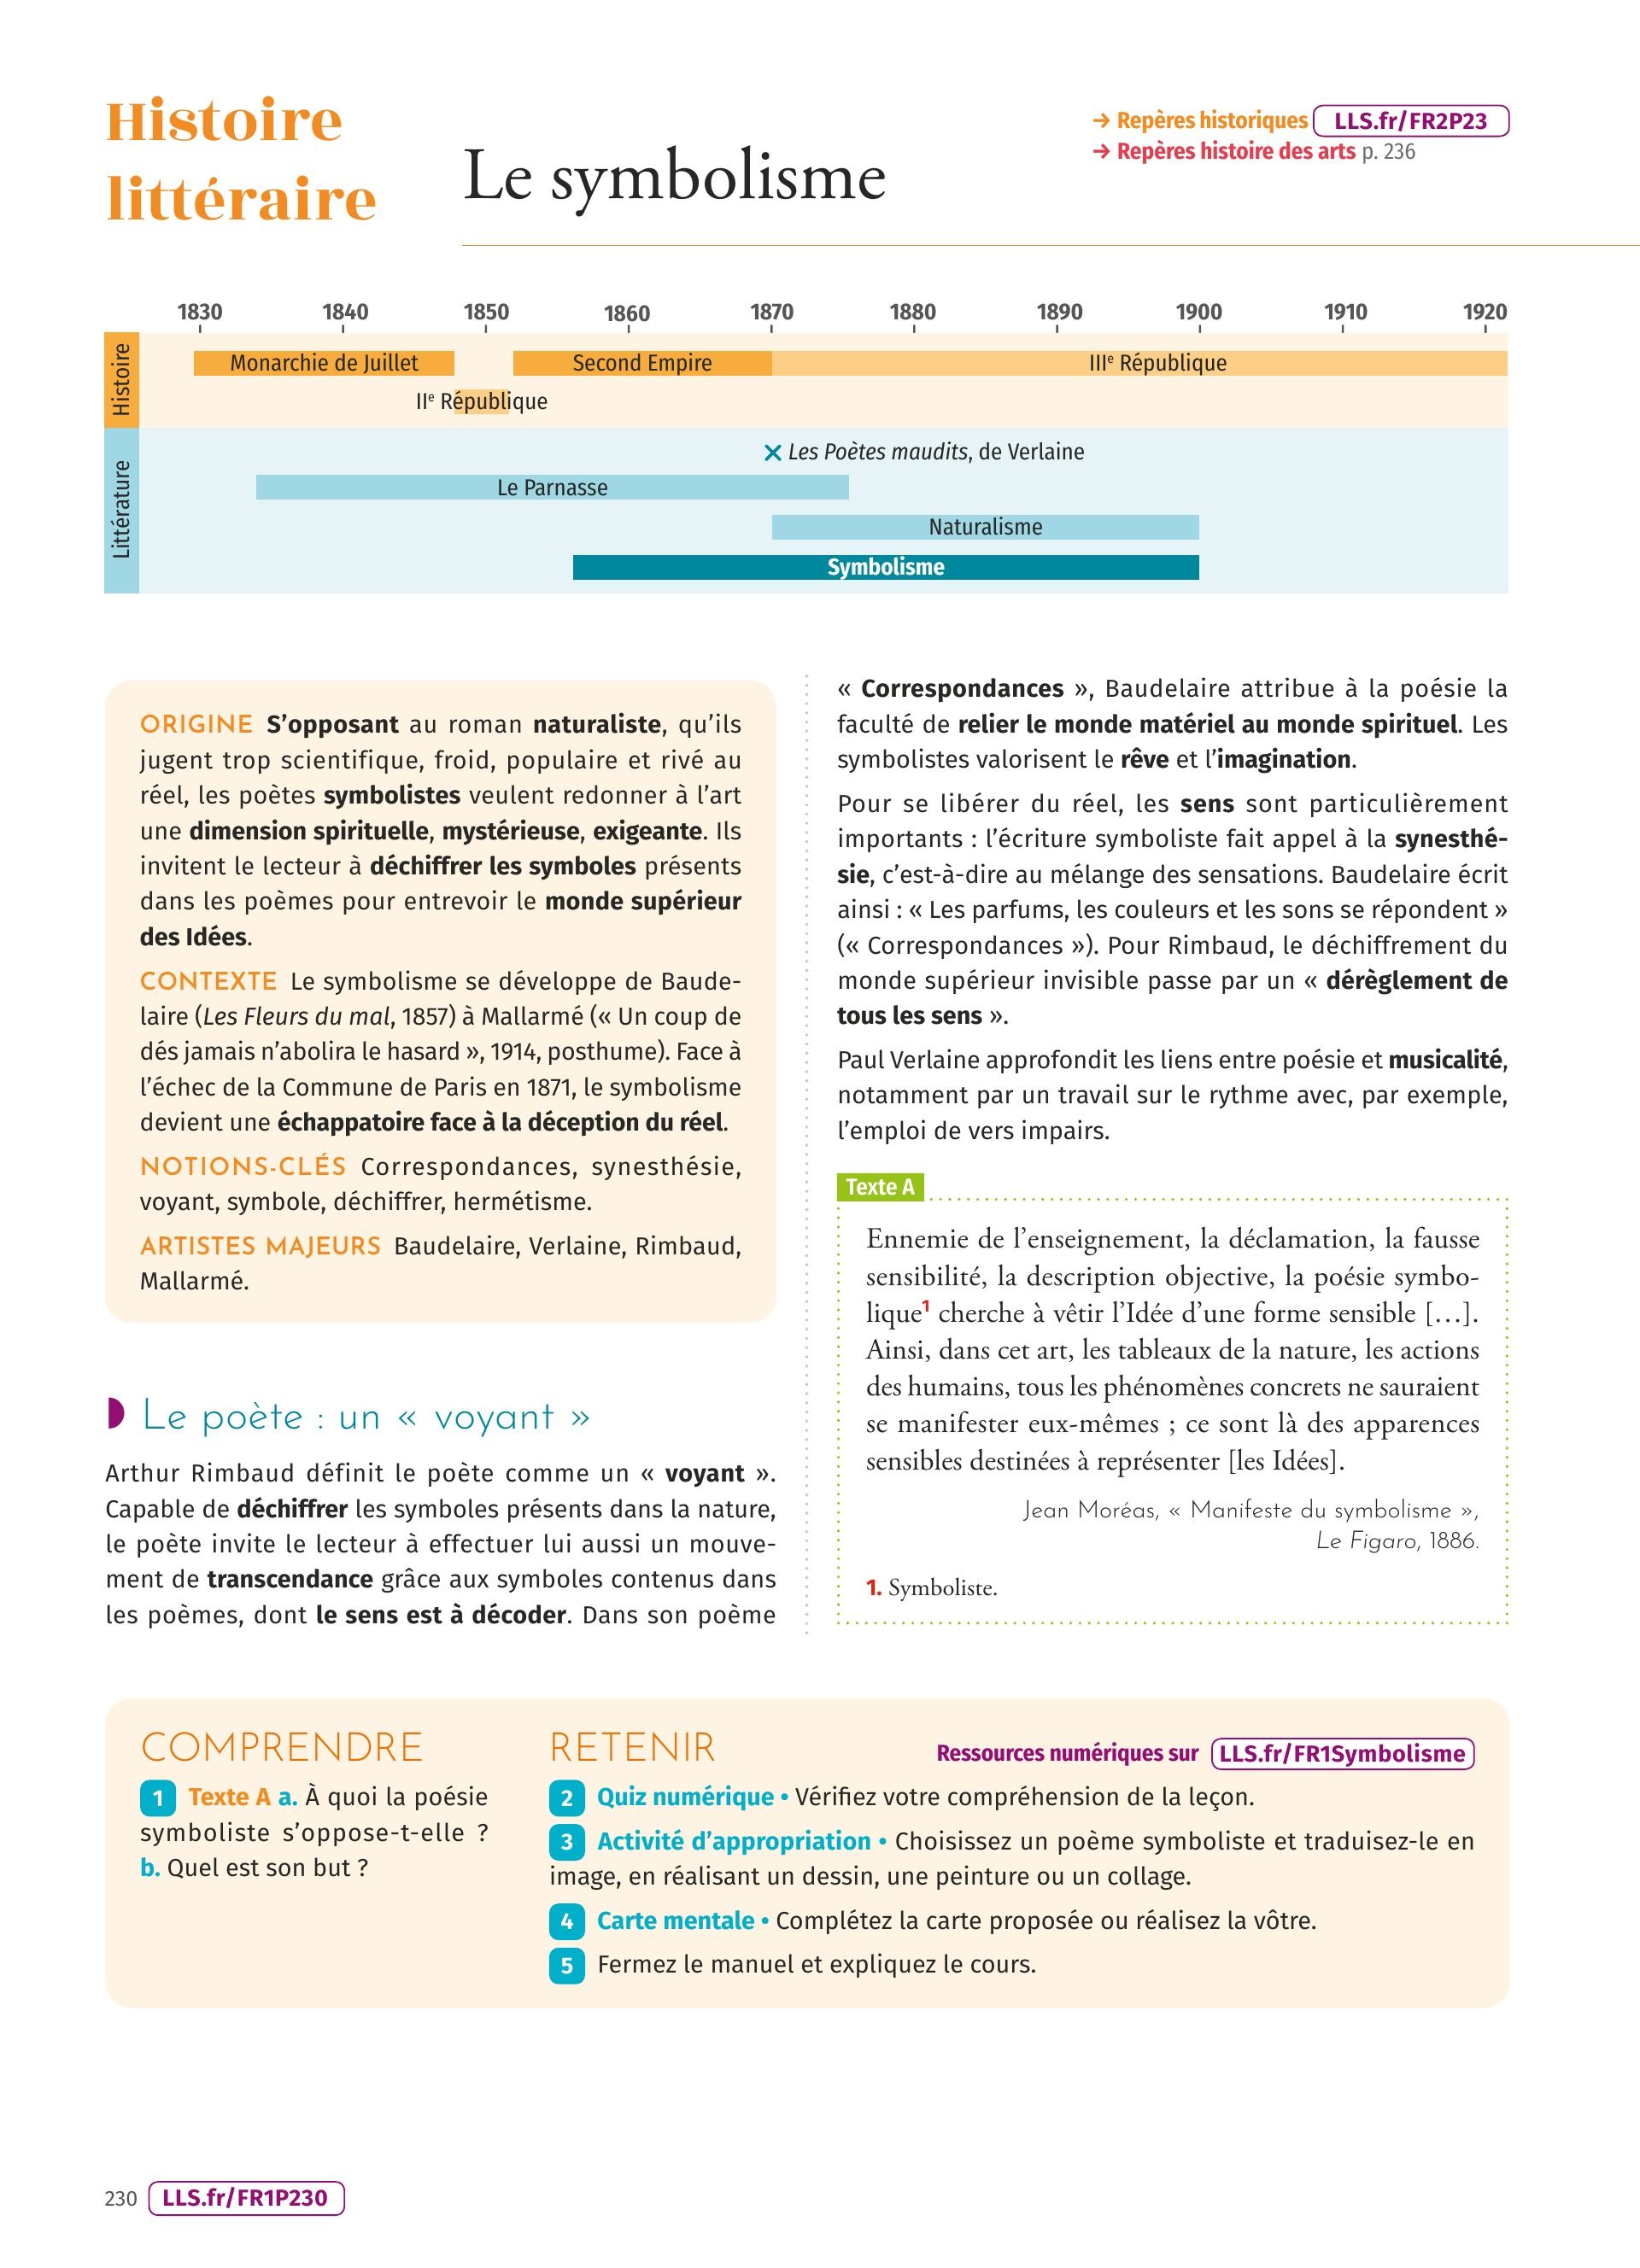 Histoire
littéraire
Le symbolisme
→ Repères historiques LLS.fr/FR2P23
→ Repères histoire des arts p. 236
1830 1840 1850 1860 1870 1880 1890 1900 1910 1920
Histoire
Monarchie de Juillet Second Empire IIIe République
IIe République
Littérature
Les Poètes maudits, de Verlaine
Le Parnasse
Naturalisme
Symbolisme
ORIGINE S’opposant au roman naturaliste, qu’ils
jugent trop scientifique, froid, populaire et rivé au
réel, les poètes symbolistes veulent redonner à l’art
une dimension spirituelle, mystérieuse, exigeante. Ils
invitent le lecteur à déchiffrer les symboles présents
dans les poèmes pour entrevoir le monde supérieur
des Idées.
CONTEXTE Le symbolisme se développe de Baude-
laire (Les Fleurs du mal, 1857) à Mallarmé (« Un coup de
dés jamais n’abolira le hasard », 1914, posthume). Face à
l’échec de la Commune de Paris en 1871, le symbolisme
devient une échappatoire face à la déception du réel.
NOTIONS-CLÉS Correspondances, synesthésie,
voyant, symbole, déchiffrer, hermétisme.
ARTISTES MAJEURS Baudelaire, Verlaine, Rimbaud,
Mallarmé.
Le poète : un « voyant »
Arthur Rimbaud définit le poète comme un « voyant ».
Capable de déchiffrer les symboles présents dans la nature,
le poète invite le lecteur à effectuer lui aussi un mouve-
ment de transcendance grâce aux symboles contenus dans
les poèmes, dont le sens est à décoder. Dans son poème
« Correspondances », Baudelaire attribue à la poésie la
faculté de relier le monde matériel au monde spirituel. Les
symbolistes valorisent le rêve et l’imagination.
Pour se libérer du réel, les sens sont particulièrement
importants : l’écriture symboliste fait appel à la synesthé-
sie, c’est-à-dire au mélange des sensations. Baudelaire écrit
ainsi : « Les parfums, les couleurs et les sons se répondent »
(« Correspondances »). Pour Rimbaud, le déchiffrement du
monde supérieur invisible passe par un « dérèglement de
tous les sens ».
Paul Verlaine approfondit les liens entre poésie et musicalité,
notamment par un travail sur le rythme avec, par exemple,
l’emploi de vers impairs.
Texte A
Ennemie de l’enseignement, la déclamation, la fausse
sensibilité, la description objective, la poésie symbo-
lique1 cherche à vêtir l’Idée d’une forme sensible […].
Ainsi, dans cet art, les tableaux de la nature, les actions
des humains, tous les phénomènes concrets ne sauraient
se manifester eux-mêmes ; ce sont là des apparences
sensibles destinées à représenter [les Idées].
Jean Moréas, « Manifeste du symbolisme »,
Le Figaro, 1886.
1. Symboliste.
COMPRENDRE
1 Texte A a. À quoi la poésie
symboliste s’oppose-t-elle ?
b. Quel est son but ?
RETENIR
Ressources numériques sur LLS.fr/FR1Symbolisme
2 Quiz numérique • Vérifiez votre compréhension de la leçon.
3 Activité d’appropriation • Choisissez un poème symboliste et traduisez-le en
image, en réalisant un dessin, une peinture ou un collage.
4 Carte mentale • Complétez la carte proposée ou réalisez la vôtre.
5 Fermez le manuel et expliquez le cours.
230 LLS.fr/FR1P230